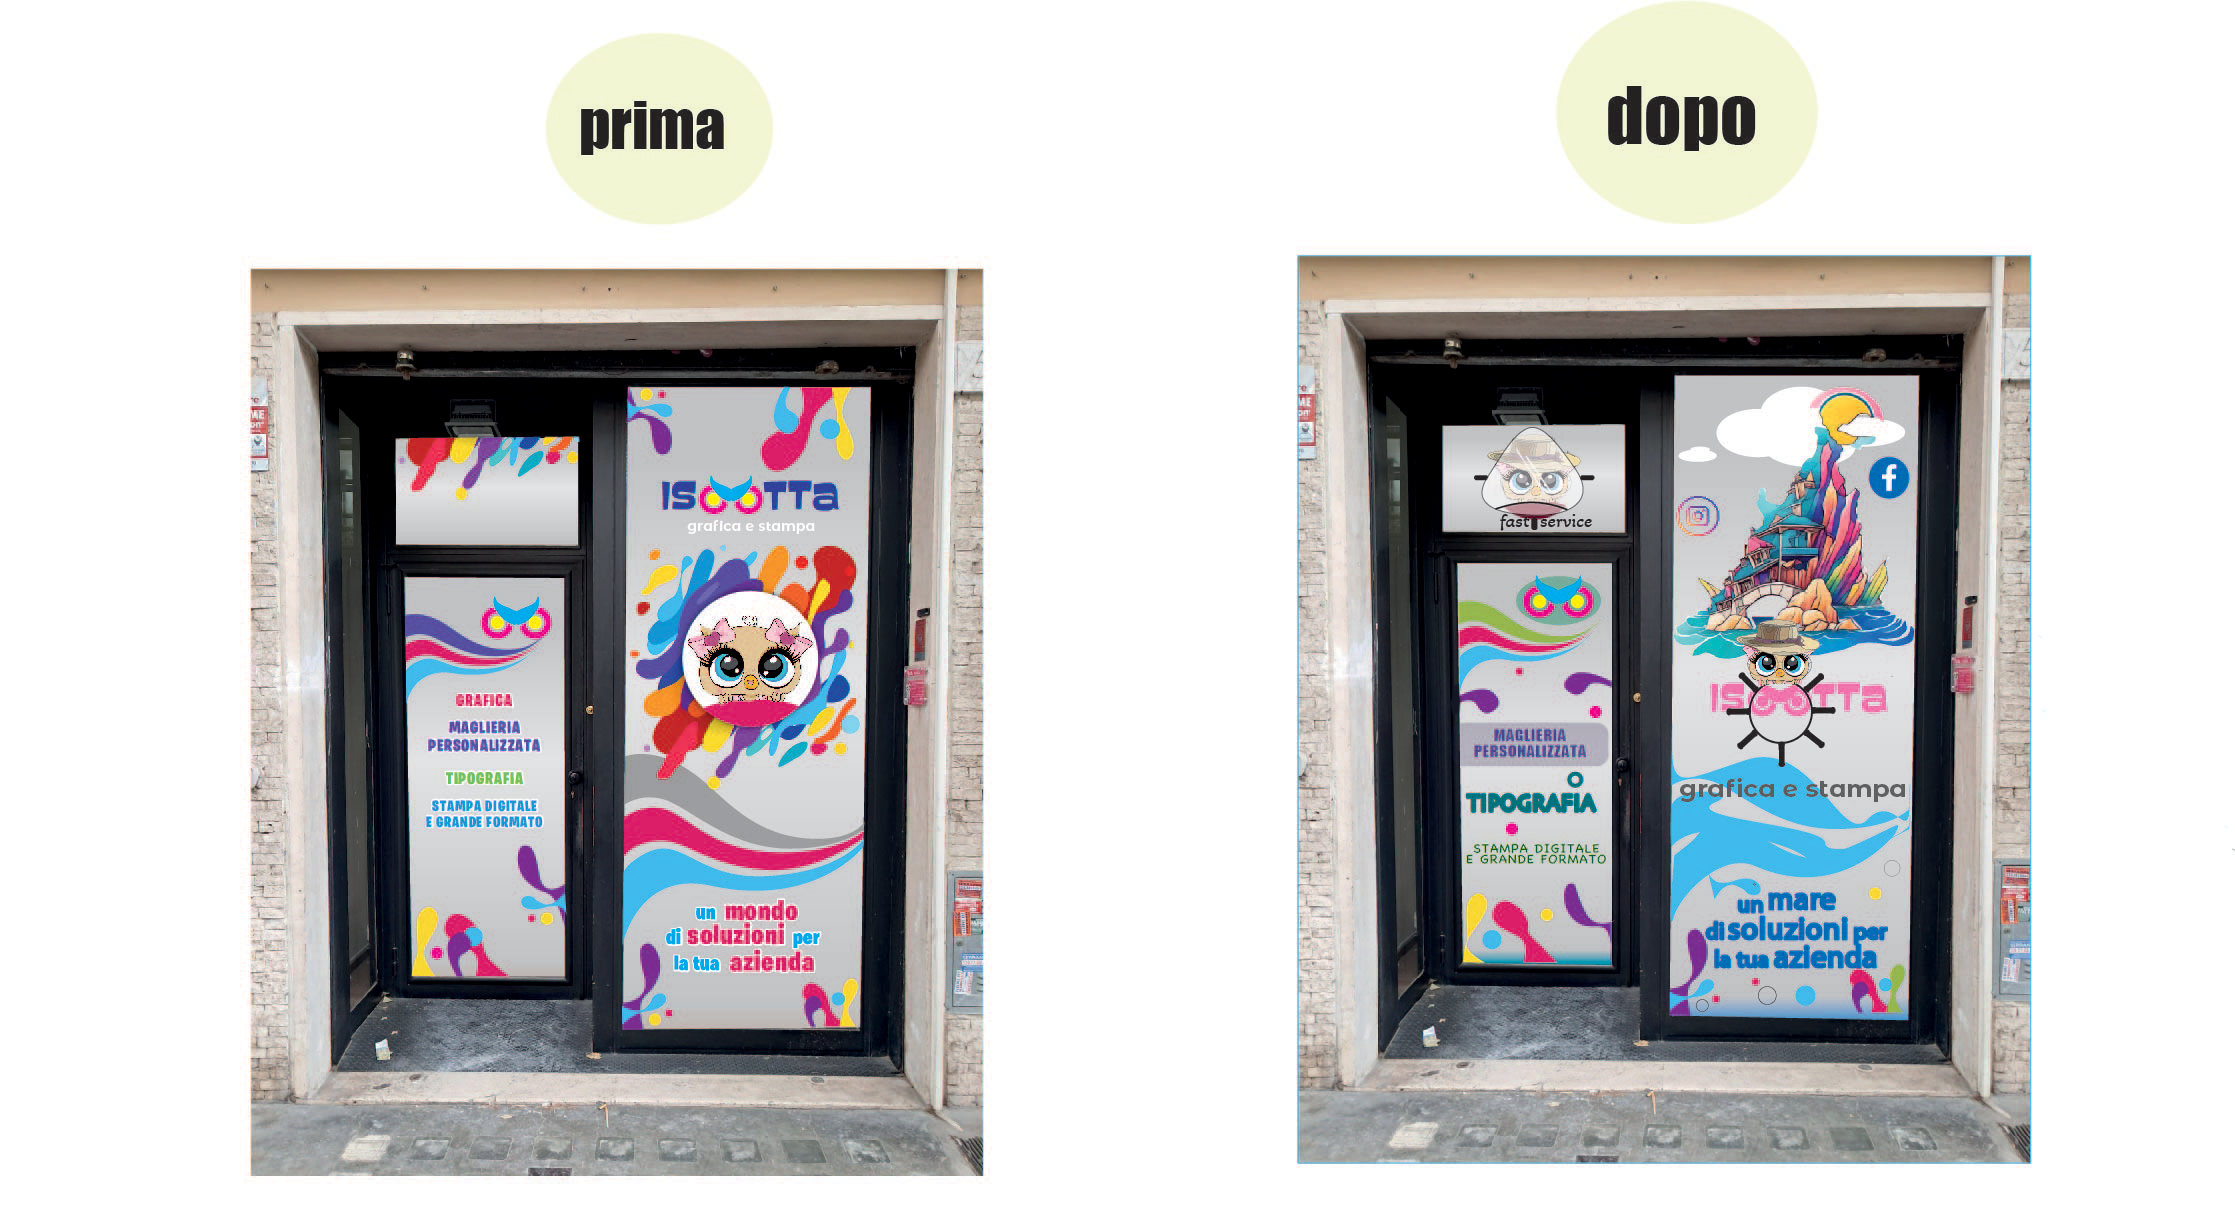 prima
dopo
ISOOTTa
grafica e stampa
GRAFICA
MAGLIERIA
PERSONALIZZATA
TIPOGRAFIA
STAMPA DIGITALE
E GRANDE FORMATO
un mondo
di soluzioni per
la tua azienda
fast service
MAGLIERIA
PERSONALIZZATA
TIPOGRAFIA
STAMPA DIGITALE
E GRANDE FORMATO
ISOOTTa
grafica e stampa
un mare
di soluzioni per
la tua azienda